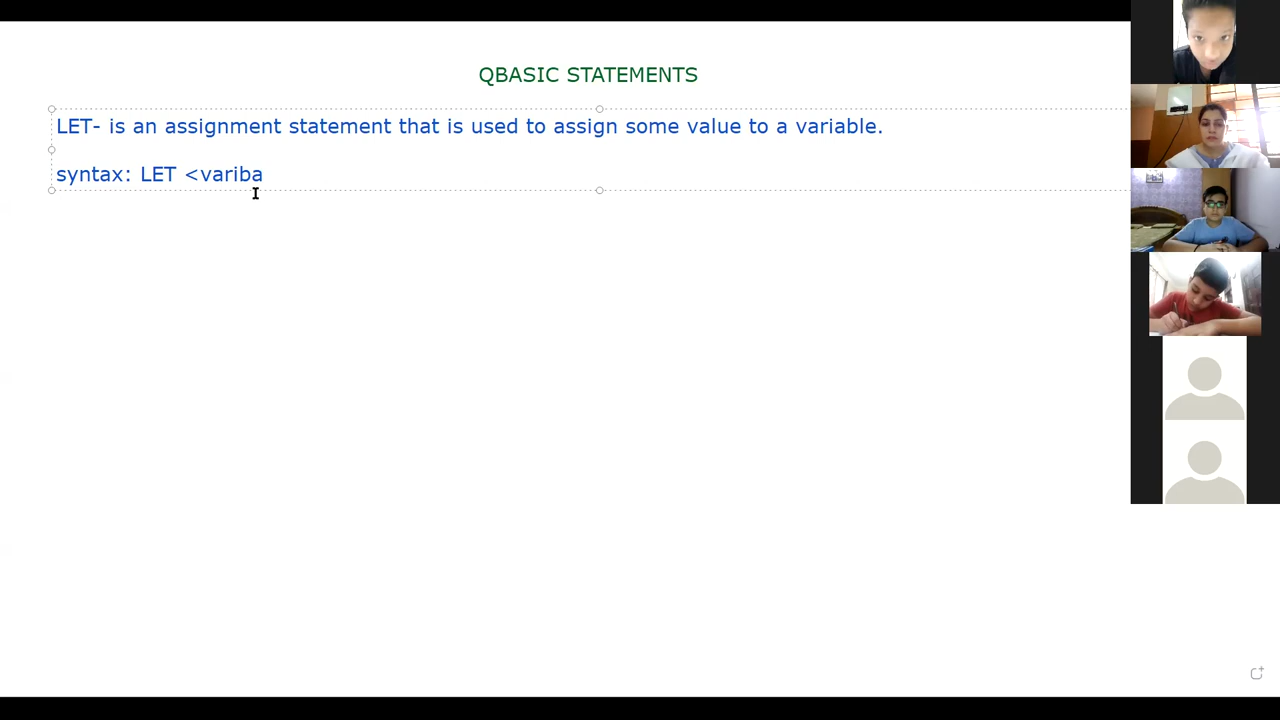 QBASIC STATEMENTS
LET- is an assignment statement that is used to assign some value to a variable.
syntax: LET <variba